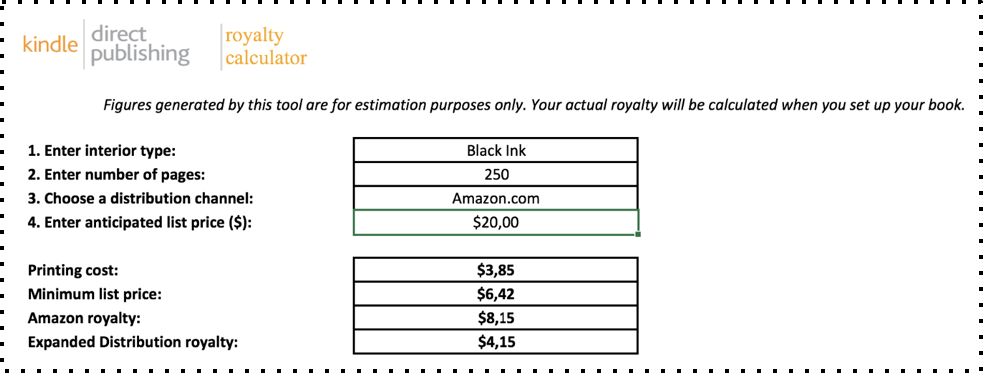 kindle direct publishing royalty calculator
Figures generated by this tool are for estimation purposes only. Your actual royalty will be calculated when you set up your book.
1. Enter interior type: Black Ink
2. Enter number of pages: 250
3. Choose a distribution channel: Amazon.com
4. Enter anticipated list price ($): $20,00
Printing cost: $3,85
Minimum list price: $6,42
Amazon royalty: $8,15
Expanded Distribution royalty: $4,15